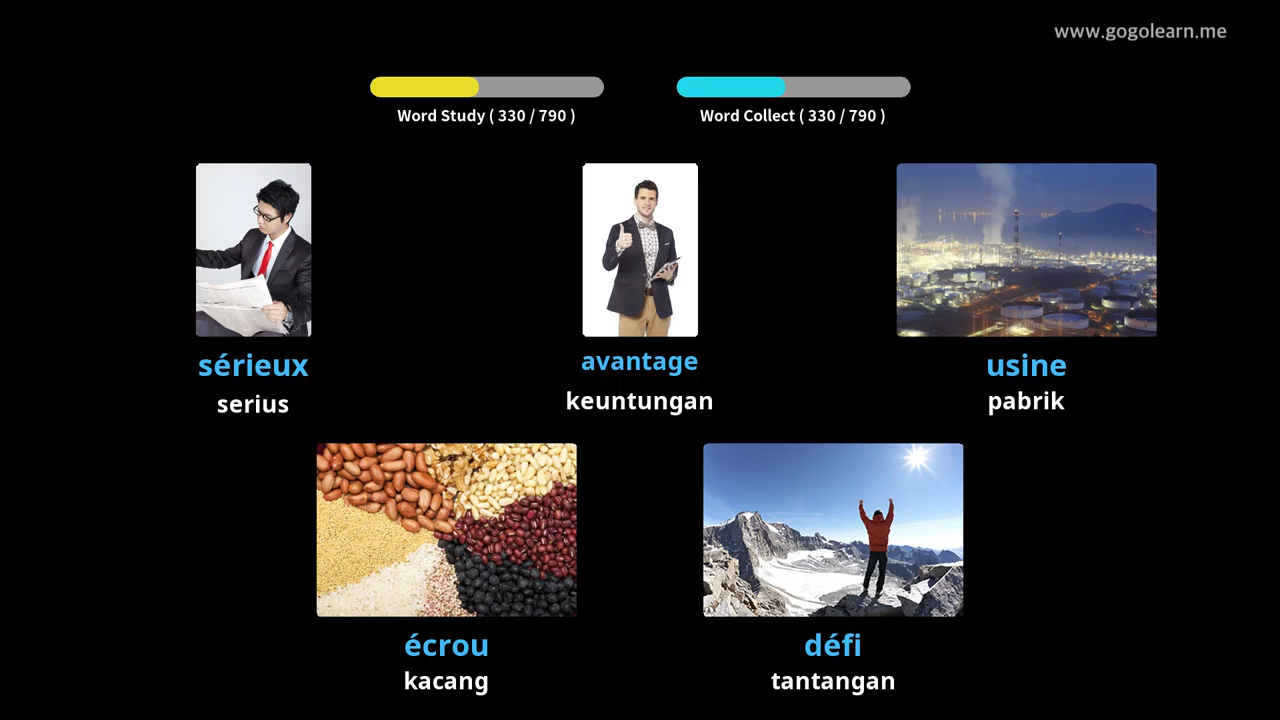 www.gogolearn.me
Word Study ( 330 / 790 )
Word Collect ( 330 / 790 )
sérieux
serius
avantage
keuntungan
usine
pabrik
écrou
kacang
défi
tantangan